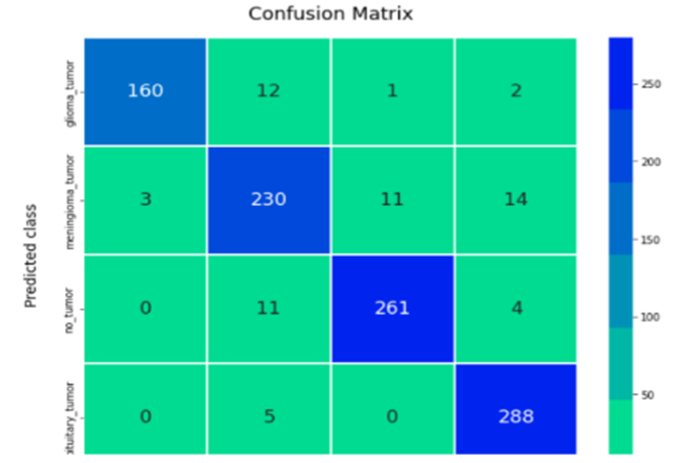 Confusion Matrix
glioma_tumor
160 12 1 2
meningioma_tumor
3 230 11 14
no_tumor
0 11 261 4
ituitary_tumor
0 5 0 288
Predicted class
250
200
150
100
50